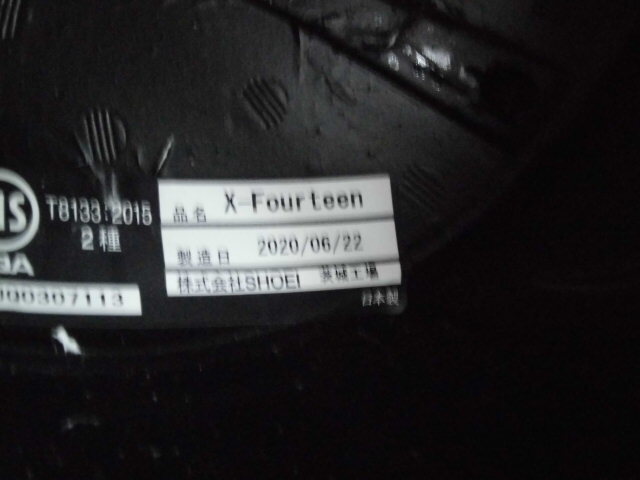 T8133:2015
2種
品名 X-Fourteen
製造日 2020/06/22
株式会社SHOEI 茨城工場
日本製